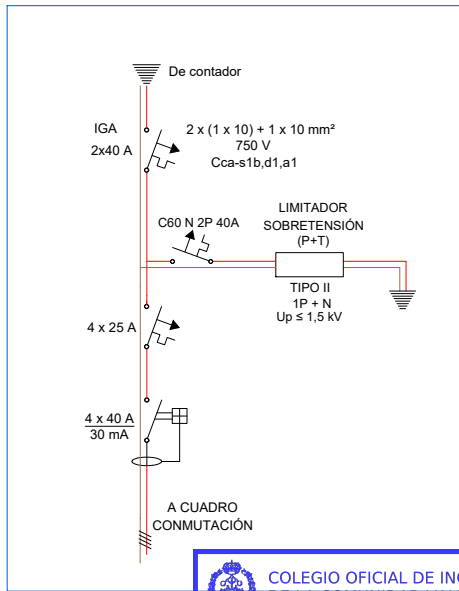 De contador
IGA
2x40 A
2 x (1 x 10) + 1 x 10 mm²
750 V
Cca-s1b,d1,a1
C60 N 2P 40A
LIMITADOR
SOBRETENSIÓN
(P+T)
TIPO II
1P + N
Up ≤ 1,5 kV
4 x 25 A
4 x 40 A
30 mA
A CUADRO
CONMUTACIÓN
COLEGIO OFICIAL DE ING